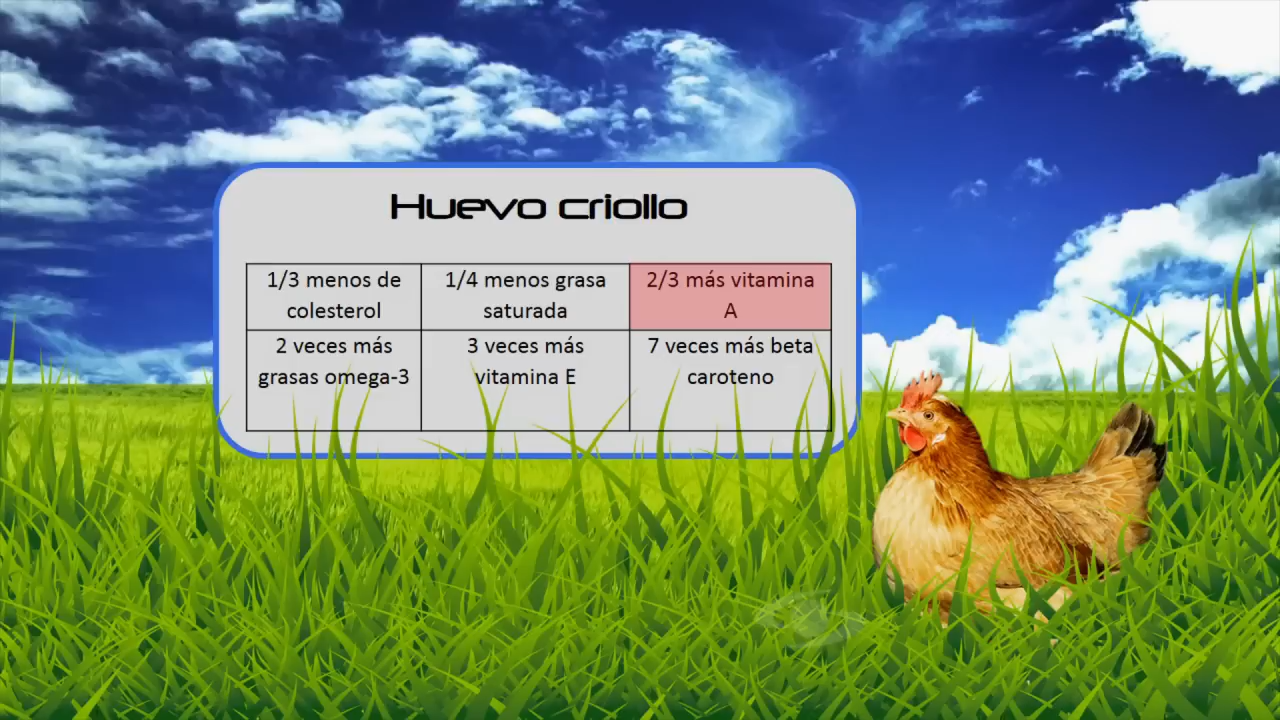 Huevo criollo
1/3 menos de
colesterol
1/4 menos grasa
saturada
2/3 más vitamina
A
2 veces más
grasas omega-3
3 veces más
vitamina E
7 veces más beta
caroteno